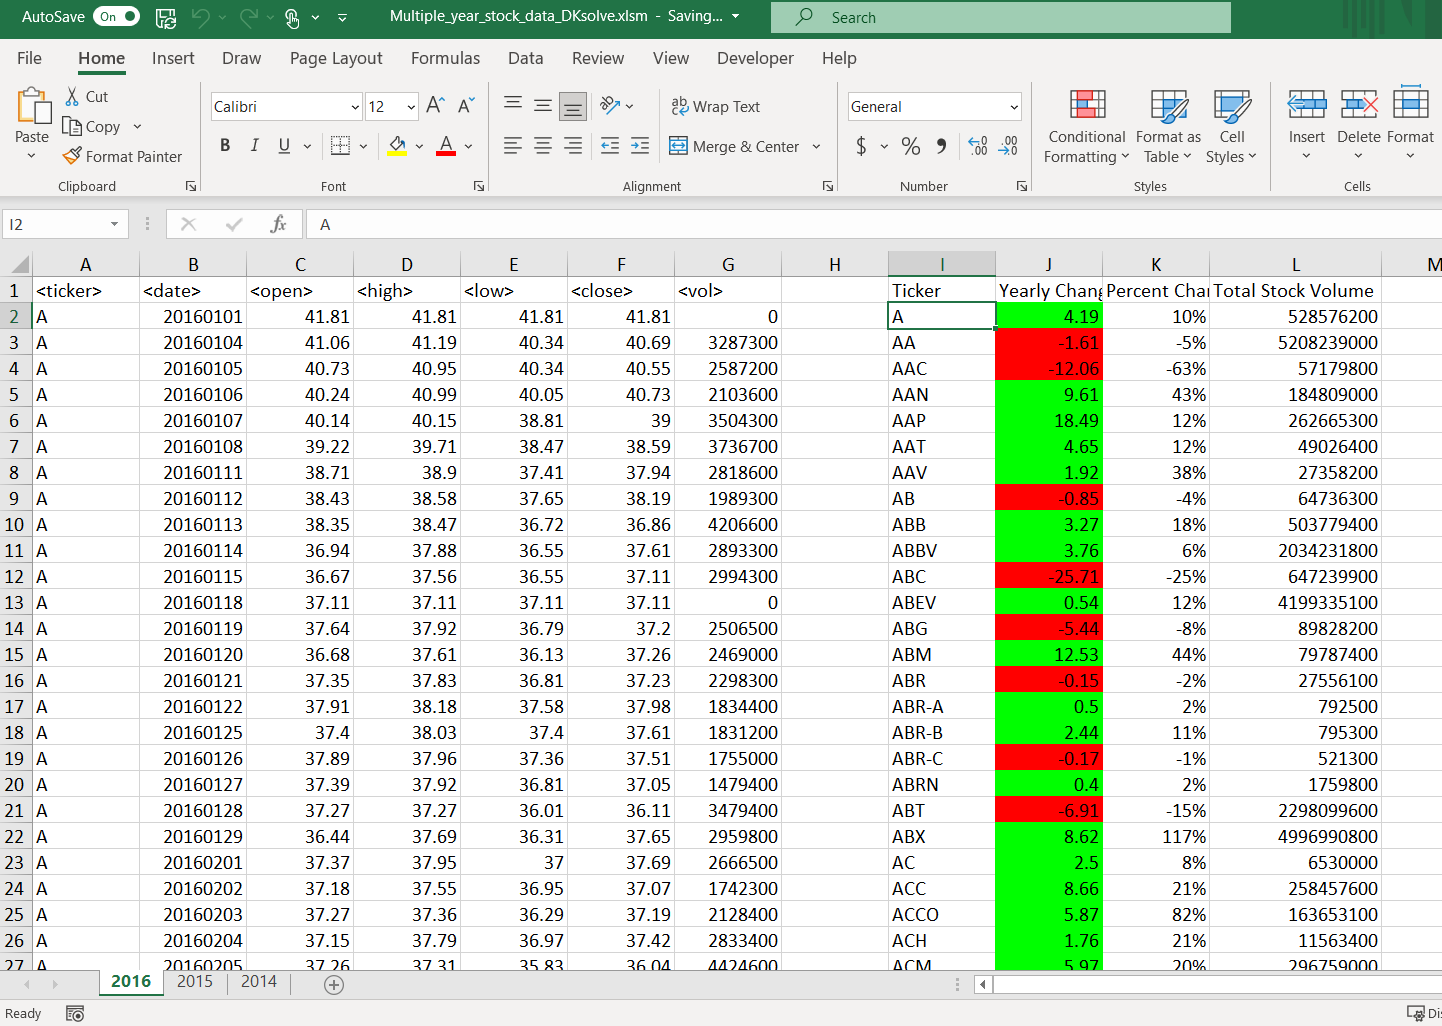 AutoSave On Multiple_year_stock_data_DKsolve.xlsm - Saving... Search
File Home Insert Draw Page Layout Formulas Data Review View Developer Help
Paste
Cut
Copy
Format Painter
Clipboard
Calibri 12 A A
B I U A
Font
ab Wrap Text
Merge & Center
Alignment
General
$ % 9 .00 .00
Number
Conditional Formatting
Format as Table
Cell Styles
Styles
Insert Delete Format
Cells
I2 fx A
A B C D E F G H I J K L M
1 <ticker> <date> <open> <high> <low> <close> <vol> Ticker Yearly Chang Percent Char Total Stock Volume
2 A 20160101 41.81 41.81 41.81 41.81 0 A 4.19 10% 528576200
3 A 20160104 41.06 41.19 40.34 40.69 3287300 AA -1.61 -5% 5208239000
4 A 20160105 40.73 40.95 40.34 40.55 2587200 AAC -12.06 -63% 57179800
5 A 20160106 40.24 40.99 40.05 40.73 2103600 AAN 9.61 43% 184809000
6 A 20160107 40.14 40.15 38.81 39 3504300 AAP 18.49 12% 262665300
7 A 20160108 39.22 39.71 38.47 38.59 3736700 AAT 4.65 12% 49026400
8 A 20160111 38.71 38.9 37.41 37.94 2818600 AAV 1.92 38% 27358200
9 A 20160112 38.43 38.58 37.65 38.19 1989300 AB -0.85 -4% 64736300
10 A 20160113 38.35 38.47 36.72 36.86 4206600 ABB 3.27 18% 503779400
11 A 20160114 36.94 37.88 36.55 37.61 2893300 ABBV 3.76 6% 2034231800
12 A 20160115 36.67 37.56 36.55 37.11 2994300 ABC -25.71 -25% 647239900
13 A 20160118 37.11 37.11 37.11 37.11 0 ABEV 0.54 12% 4199335100
14 A 20160119 37.64 37.92 36.79 37.2 2506500 ABG -5.44 -8% 89828200
15 A 20160120 36.68 37.61 36.13 37.26 2469000 ABM 12.53 44% 79787400
16 A 20160121 37.35 37.83 36.81 37.23 2298300 ABR -0.15 -2% 27556100
17 A 20160122 37.91 38.18 37.58 37.98 1834400 ABR-A 0.5 2% 792500
18 A 20160125 37.4 38.03 37.4 37.61 1831200 ABR-B 2.44 11% 795300
19 A 20160126 37.89 37.96 37.36 37.51 1755000 ABR-C -0.17 -1% 521300
20 A 20160127 37.39 37.92 36.81 37.05 1479400 ABRN 0.4 2% 1759800
21 A 20160128 37.27 37.27 36.01 36.11 3479400 ABT -6.91 -15% 2298099600
22 A 20160129 36.44 37.69 36.31 37.65 2959800 ABX 8.62 117% 4996990800
23 A 20160201 37.37 37.95 37 37.69 2666500 AC 2.5 8% 6530000
24 A 20160202 37.18 37.55 36.95 37.07 1742300 ACC 8.66 21% 258457600
25 A 20160203 37.27 37.36 36.29 37.19 2128400 ACCO 5.87 82% 163653100
26 A 20160204 37.15 37.79 36.97 37.42 2833400 ACH 1.76 21% 11563400
27 A 20160205 37.26 37.31 35.83 36.04 4424600 ACM 5.97 20% 296759000
2016 2015 2014
Ready Dis